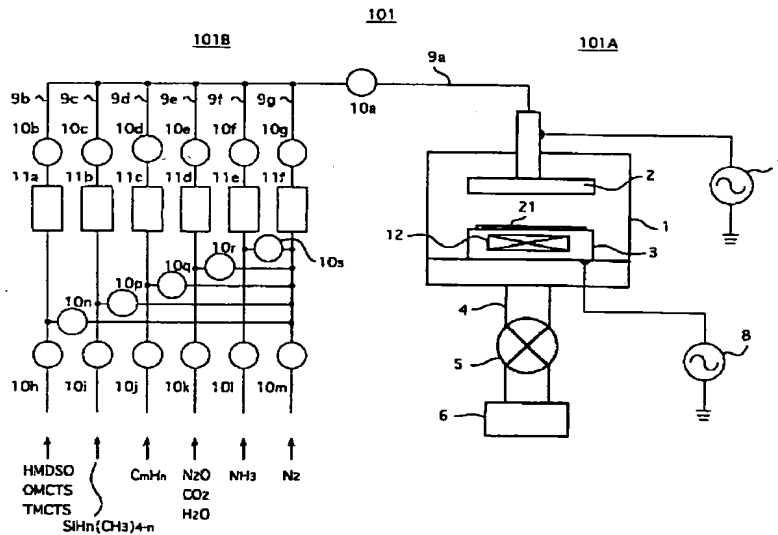 101
101B
101A
9a
9b 9c 9d 9e 9f 9g
10b 10c 10d 10e 10f 10g
10a
11a 11b 11c 11d 11e 11f
2
21
1
12
3
10r
10s
10q
10p
10n
4
5
8
10h 10i 10j 10k 10l 10m
6
HMDSO
OMCTS
TMCTS
SiHn(CH3)4-n
CmHn
N2O
CO2
H2O
NH3
N2